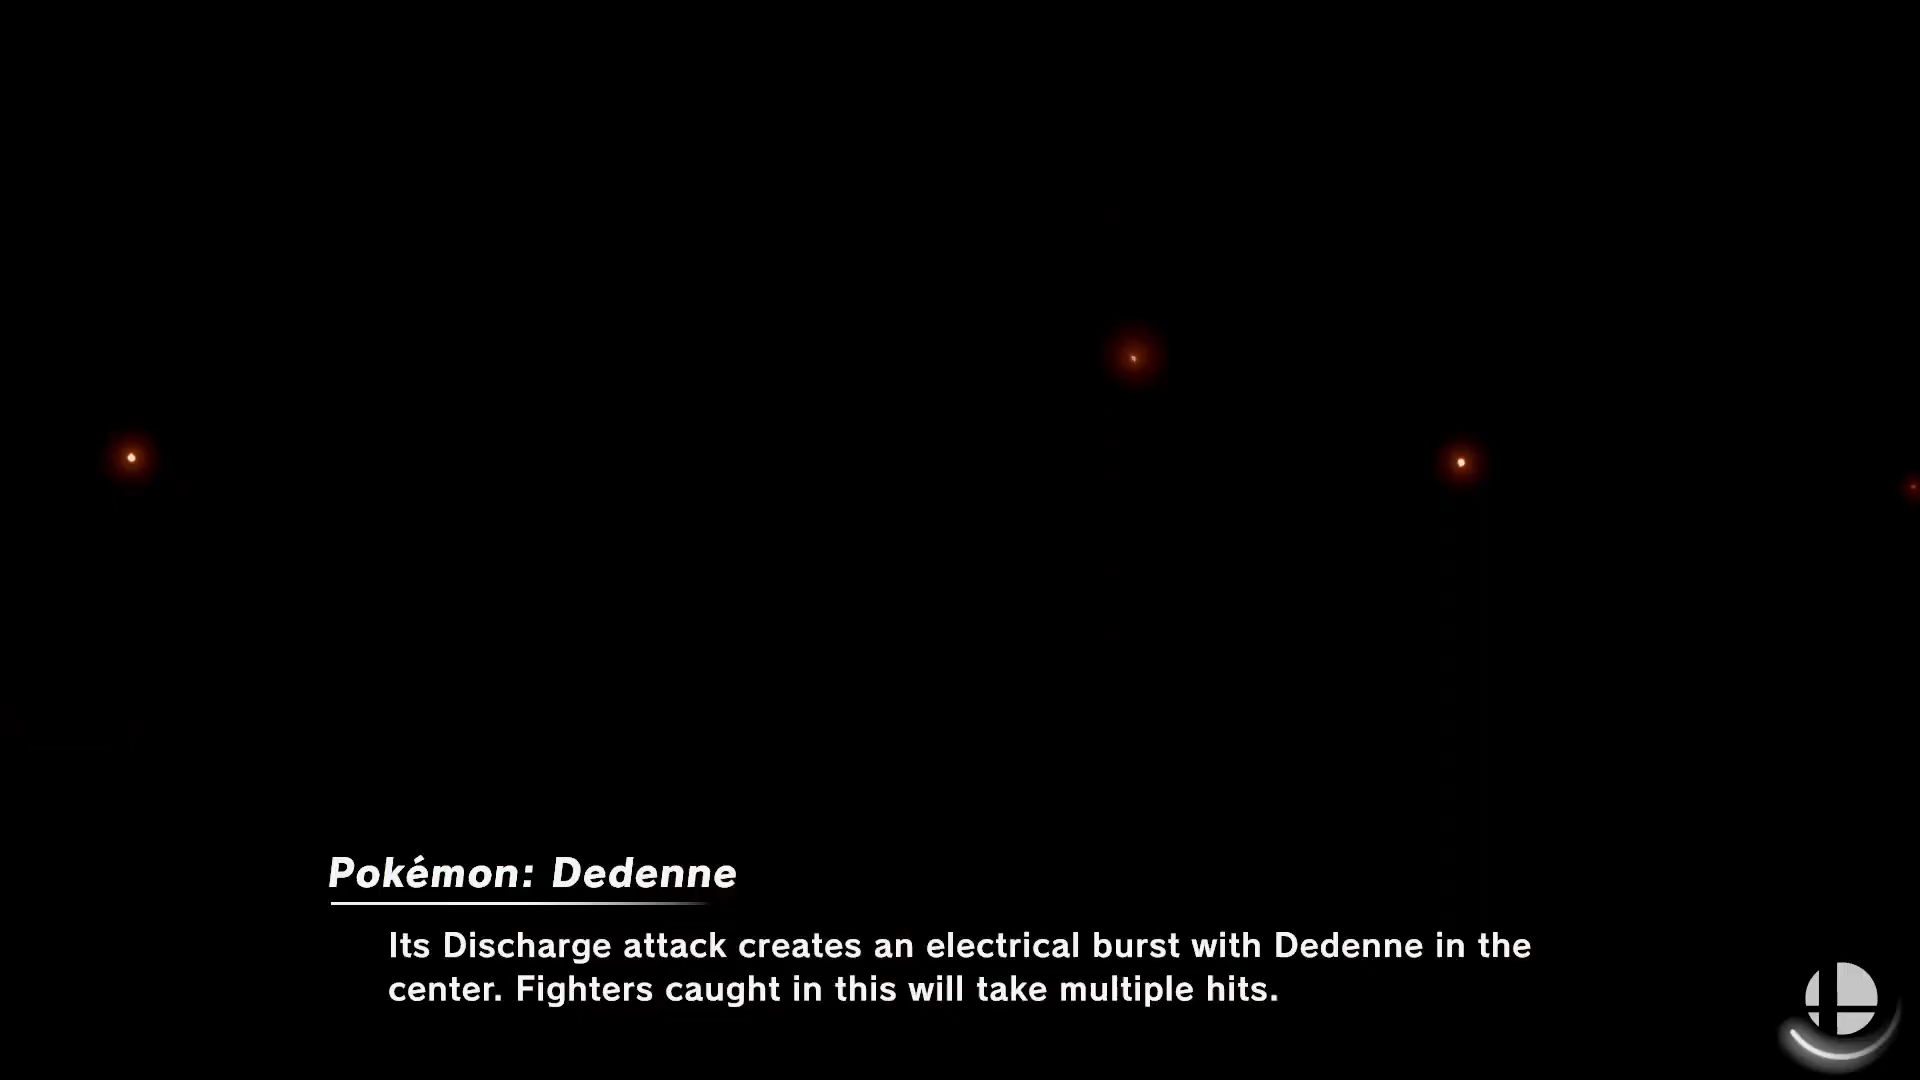 Pokémon: Dedenne
Its Discharge attack creates an electrical burst with Dedenne in the
center. Fighters caught in this will take multiple hits.